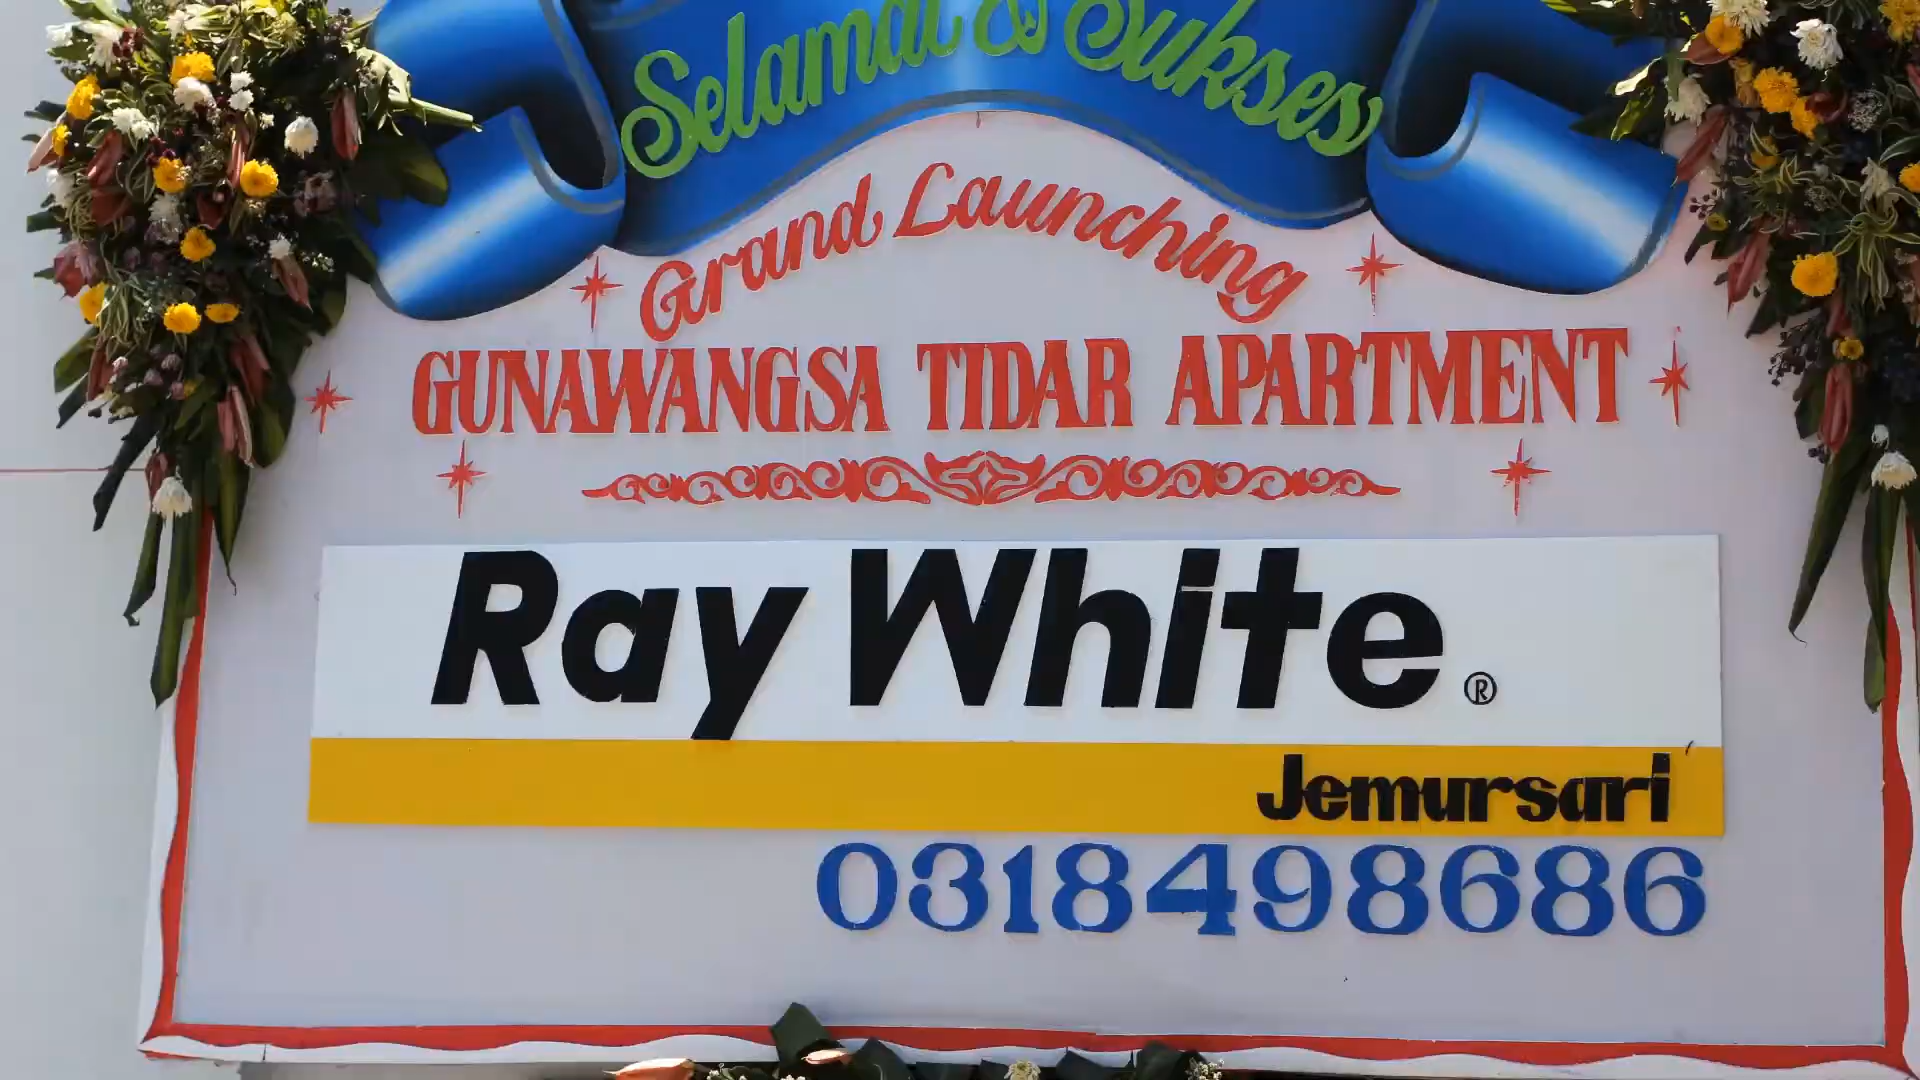 Selamat & Sukses
Grand Launching
GUNAWANGSA TIDAR APARTMENT
Ray White ®
Jemursari
0318498686